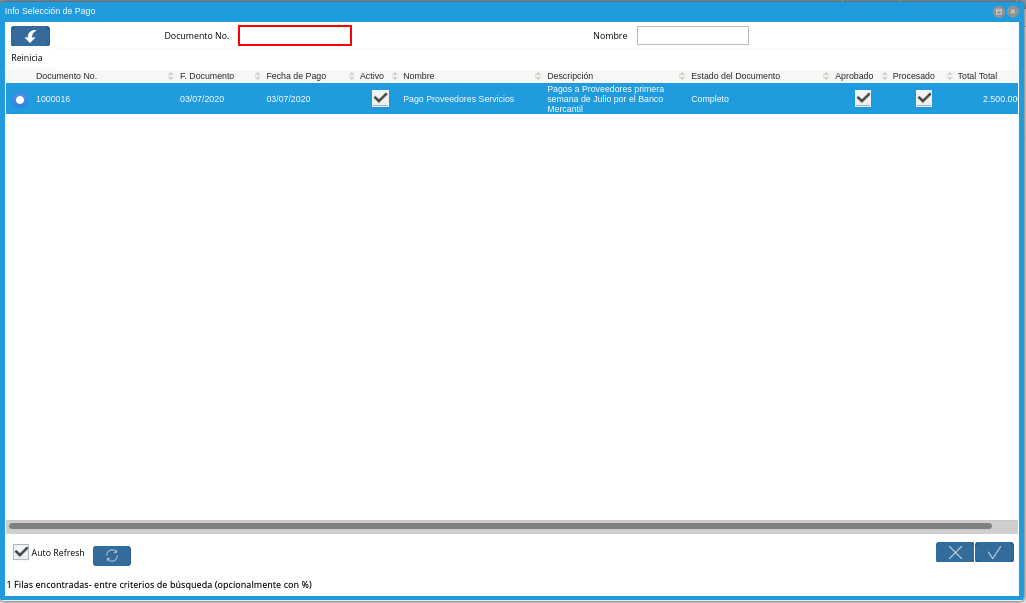 Info Selección de Pago
Documento No.
Nombre
Reinicia
Documento No. F. Documento Fecha de Pago Activo Nombre Descripción Estado del Documento Aprobado Procesado Total Total
1000016 03/07/2020 03/07/2020 Pago Proveedores Servicios Pagos a Proveedores primera
semana de Julio por el Banco
Mercantil
Completo 2.500.00
Auto Refresh
1 Filas encontradas- entre criterios de búsqueda (opcionalmente con %)